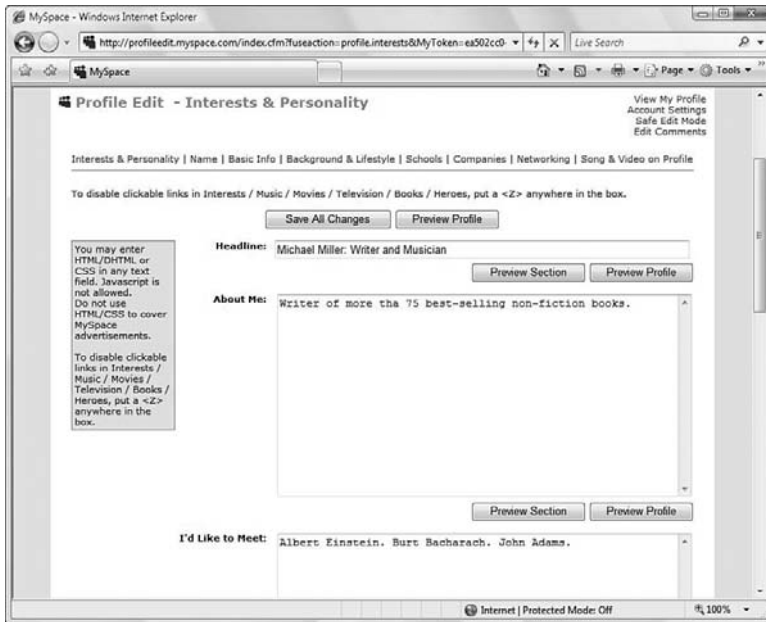 MySpace - Windows Internet Explorer
http://profileedit.myspace.com/index.cfm?fuseaction=profile.interests&MyToken=ea502cc0-
Live Search
MySpace
Page
Tools
Profile Edit - Interests & Personality
View My Profile
Account Settings
Safe Edit Mode
Edit Comments
Interests & Personality | Name | Basic Info | Background & Lifestyle | Schools | Companies | Networking | Song & Video on Profile
To disable clickable links in Interests / Music / Movies / Television / Books / Heroes, put a <Z> anywhere in the box.
Save All Changes
Preview Profile
You may enter
HTML/DHTML or
CSS in any text
field. Javascript is
not allowed.
Do not use
HTML/CSS to cover
MySpace
advertisements.
To disable clickable
links in Interests /
Music / Movies /
Television / Books /
Heroes, put a <Z>
anywhere in the
box.
Headline:
Michael Miller: Writer and Musician
Preview Section
Preview Profile
About Me:
Writer of more tha 75 best-selling non-fiction books.
Preview Section
Preview Profile
I'd Like to Meet:
Albert Einstein. Burt Bacharach. John Adams.
Internet | Protected Mode: Off
100%